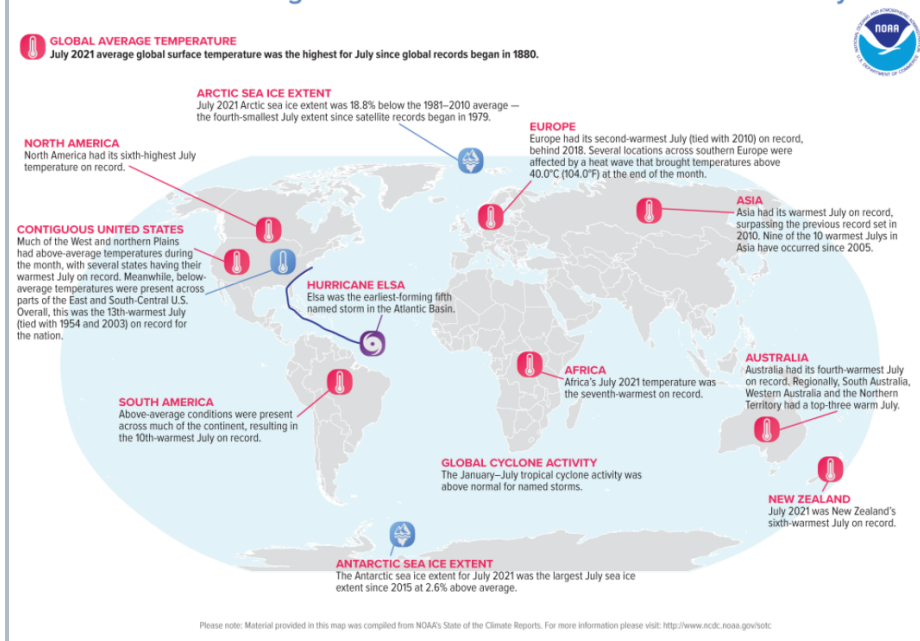 GLOBAL AVERAGE TEMPERATURE
July 2021 average global surface temperature was the highest for July since global records began in 1880.
NOAA
NATIONAL OCEANIC AND ATMOSPHERIC ADMINISTRATION
U.S. DEPARTMENT OF COMMERCE
ARCTIC SEA ICE EXTENT
July 2021 Arctic sea ice extent was 18.8% below the 1981–2010 average —
the fourth-smallest July extent since satellite records began in 1979.
EUROPE
Europe had its second-warmest July (tied with 2010) on record,
behind 2018. Several locations across southern Europe were
affected by a heat wave that brought temperatures above
40.0°C (104.0°F) at the end of the month.
NORTH AMERICA
North America had its sixth-highest July
temperature on record.
ASIA
Asia had its warmest July on record,
surpassing the previous record set in
2010. Nine of the 10 warmest Julys in
Asia have occurred since 2005.
CONTIGUOUS UNITED STATES
Much of the West and northern Plains
had above-average temperatures during
the month, with several states having their
warmest July on record. Meanwhile, below-
average temperatures were present across
parts of the East and South-Central U.S.
Overall, this was the 13th-warmest July
(tied with 1954 and 2003) on record for
the nation.
HURRICANE ELSA
Elsa was the earliest-forming fifth
named storm in the Atlantic Basin.
AFRICA
Africa's July 2021 temperature was
the seventh-warmest on record.
AUSTRALIA
Australia had its fourth-warmest July
on record. Regionally, South Australia,
Western Australia and the Northern
Territory had a top-three warm July.
SOUTH AMERICA
Above-average conditions were present
across much of the continent, resulting in
the 10th-warmest July on record.
GLOBAL CYCLONE ACTIVITY
The January–July tropical cyclone activity was
above normal for named storms.
NEW ZEALAND
July 2021 was New Zealand's
sixth-warmest July on record.
ANTARCTIC SEA ICE EXTENT
The Antarctic sea ice extent for July 2021 was the largest July sea ice
extent since 2015 at 2.6% above average.
Please note: Material provided in this map was compiled from NOAA's State of the Climate Reports. For more information please visit: http://www.ncdc.noaa.gov/sotc